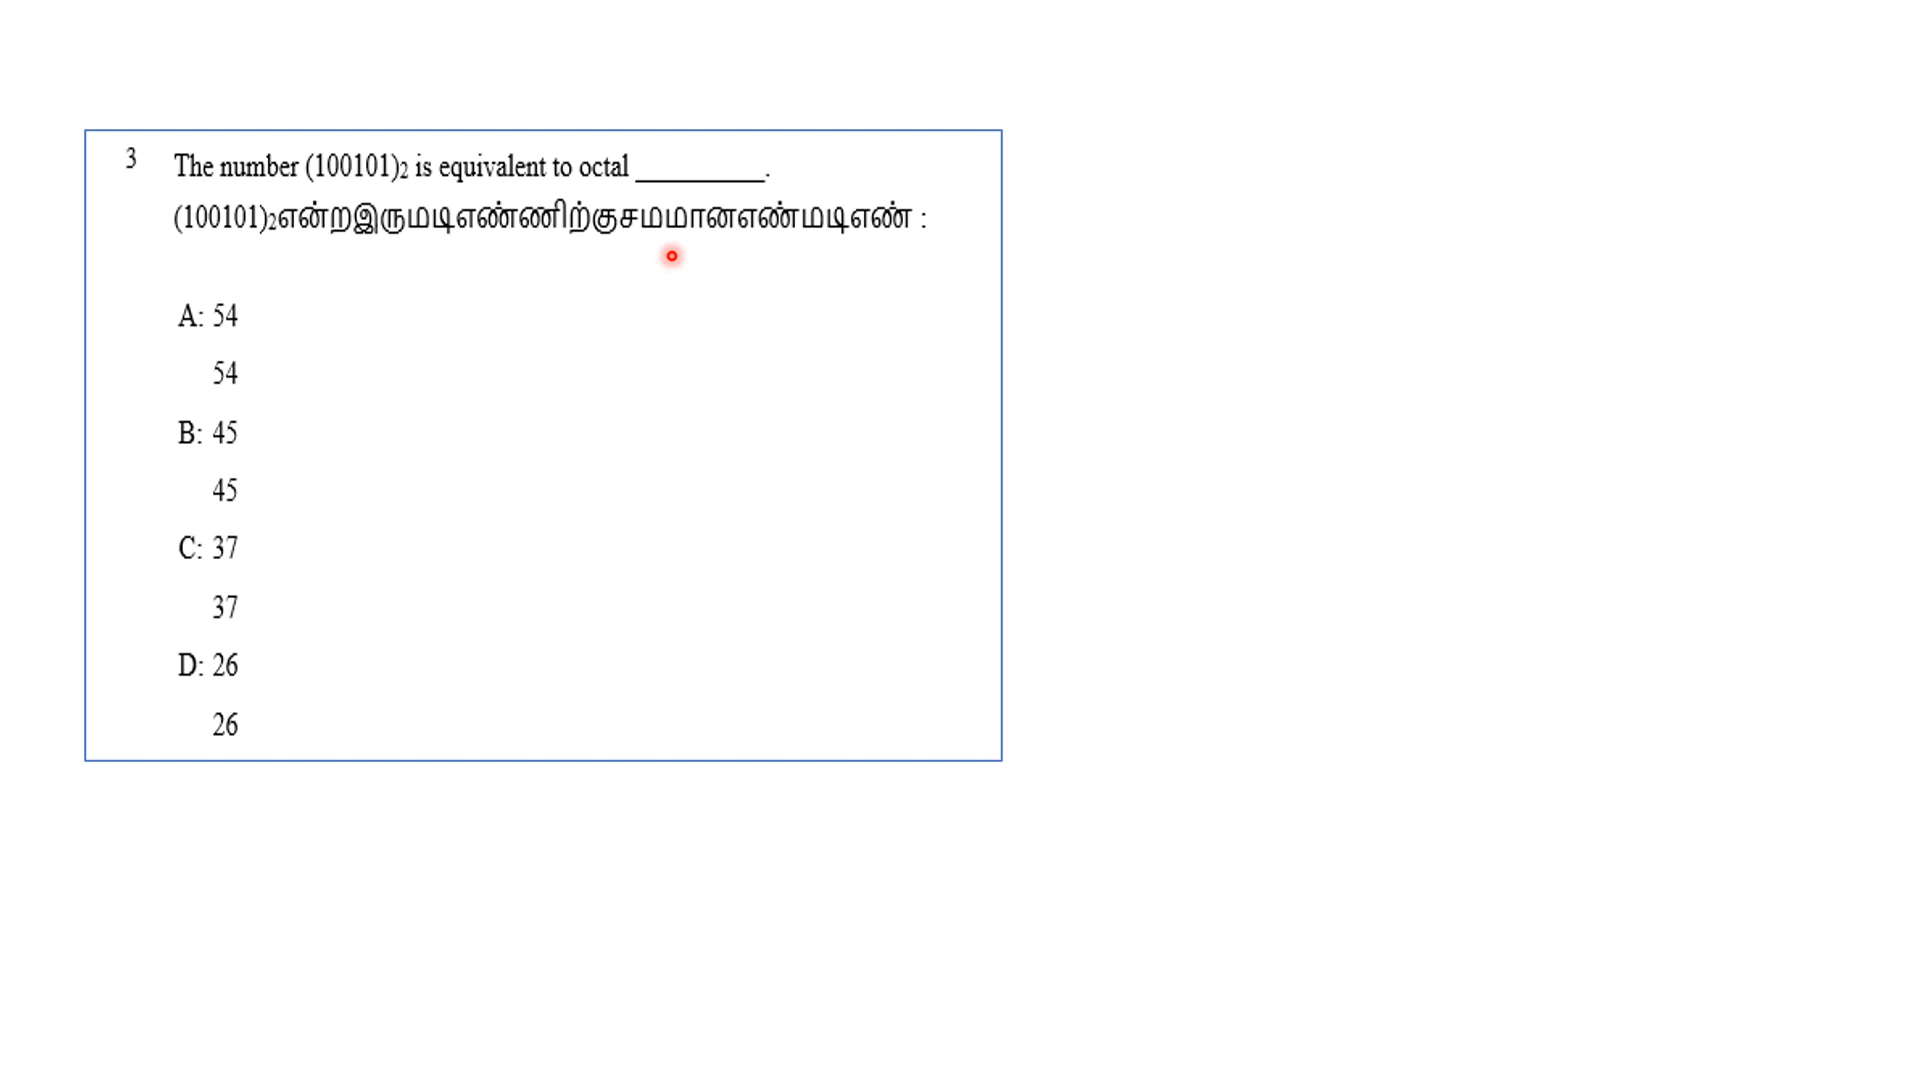 3 The number (100101)2 is equivalent to octal __________.
(100101)2என்றஇருமடிஎண்ணிற்குசமமானஎண்மடிஎண் :
A: 54
54
B: 45
45
C: 37
37
D: 26
26